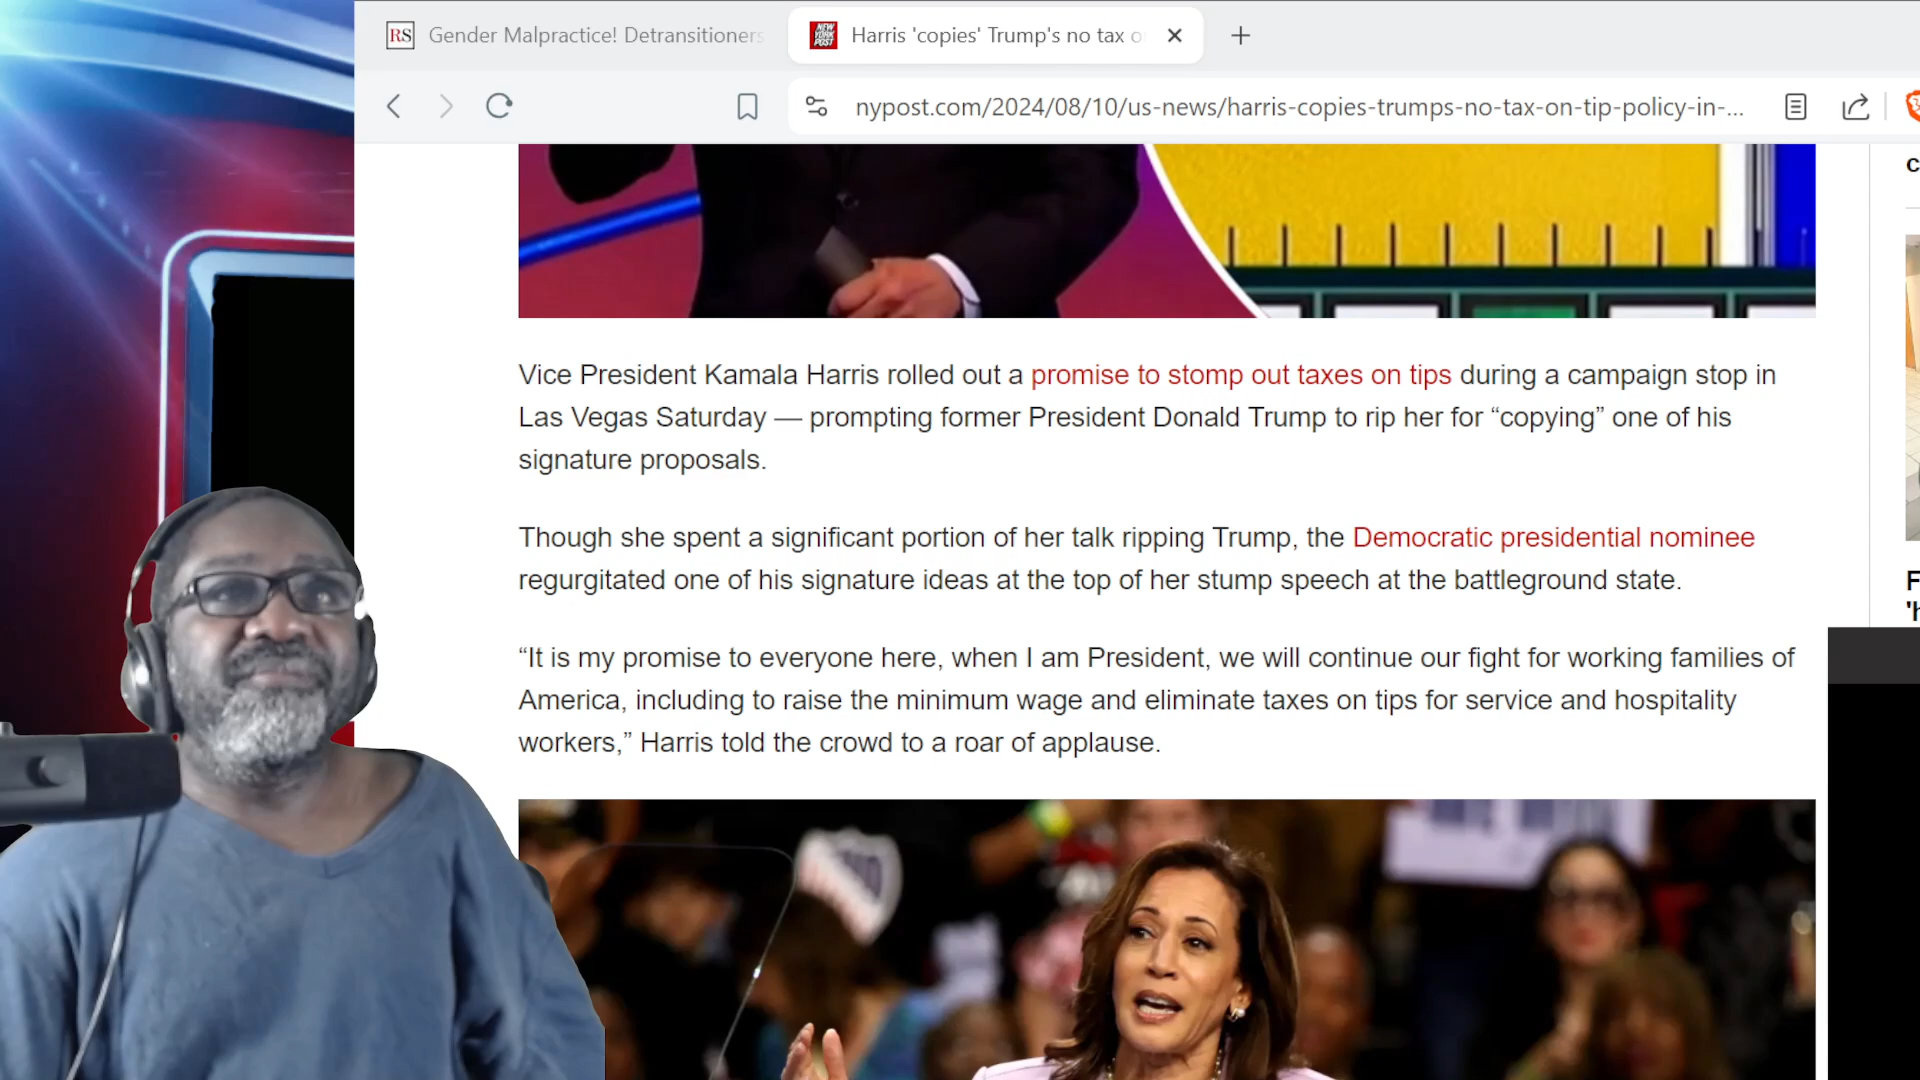 RS Gender Malpractice! Detransitioners
NEW YORK POST Harris 'copies' Trump's no tax o
nypost.com/2024/08/10/us-news/harris-copies-trumps-no-tax-on-tip-policy-in-...
c
Vice President Kamala Harris rolled out a promise to stomp out taxes on tips during a campaign stop in
Las Vegas Saturday — prompting former President Donald Trump to rip her for “copying” one of his
signature proposals.
Though she spent a significant portion of her talk ripping Trump, the Democratic presidential nominee
regurgitated one of his signature ideas at the top of her stump speech at the battleground state.
F
'h
“It is my promise to everyone here, when I am President, we will continue our fight for working families of
America, including to raise the minimum wage and eliminate taxes on tips for service and hospitality
workers,” Harris told the crowd to a roar of applause.